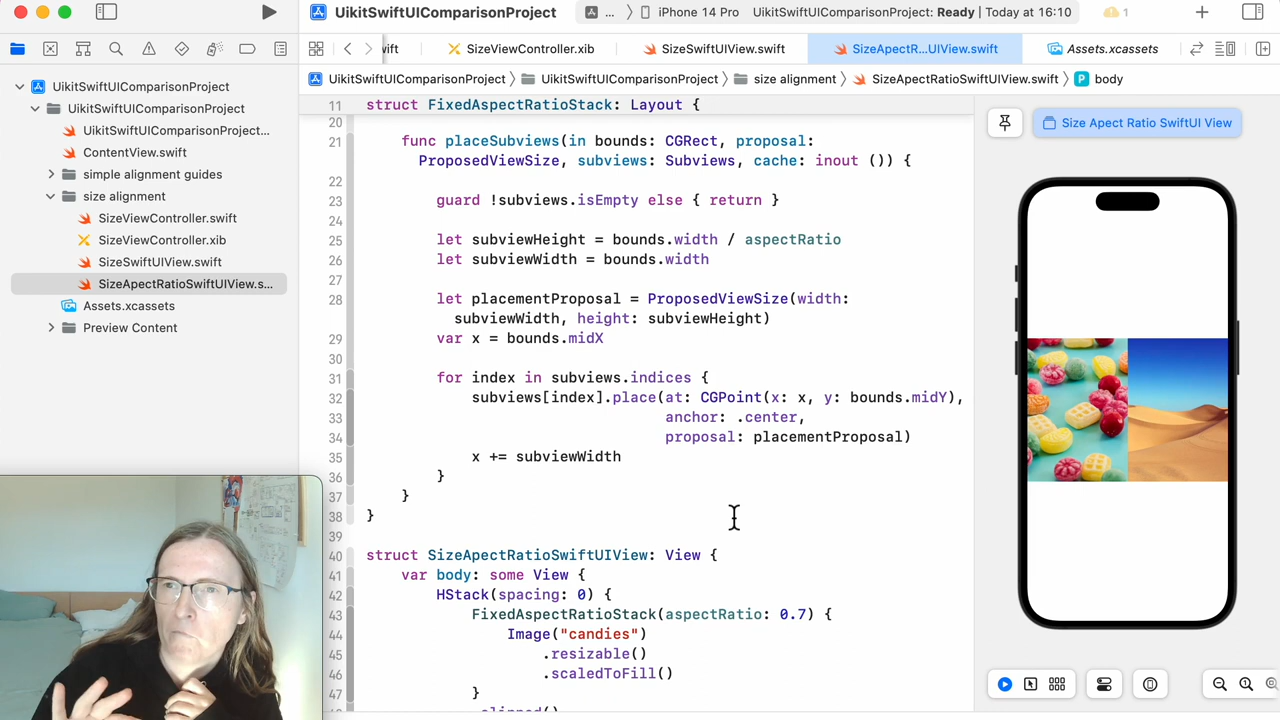 UikitSwiftUIComparisonProject
... 〉 iPhone 14 Pro UikitSwiftUIComparisonProject: Ready | Today at 16:10 1
ift SizeViewController.xib SizeSwiftUIView.swift SizeApectR...UIView.swift Assets.xcassets
UikitSwiftUIComparisonProject 〉 UikitSwiftUIComparisonProject 〉 size alignment 〉 SizeApectRatioSwiftUIView.swift 〉 P body
UikitSwiftUIComparisonProject
UikitSwiftUIComparisonProject
UikitSwiftUIComparisonProject...
ContentView.swift
simple alignment guides
size alignment
SizeViewController.swift
SizeViewController.xib
SizeSwiftUIView.swift
SizeApectRatioSwiftUIView.s...
Assets.xcassets
Preview Content
11 struct FixedAspectRatioStack: Layout {
20
21 func placeSubviews(in bounds: CGRect, proposal:
ProposedViewSize, subviews: Subviews, cache: inout ()) {
22
23 guard !subviews.isEmpty else { return }
24
25 let subviewHeight = bounds.width / aspectRatio
26 let subviewWidth = bounds.width
27
28 let placementProposal = ProposedViewSize(width:
subviewWidth, height: subviewHeight)
29 var x = bounds.midX
30
31 for index in subviews.indices {
32 subviews[index].place(at: CGPoint(x: x, y: bounds.midY),
33 anchor: .center,
34 proposal: placementProposal)
35 x += subviewWidth
36 }
37 }
38 }
39
40 struct SizeApectRatioSwiftUIView: View {
41 var body: some View {
42 HStack(spacing: 0) {
43 FixedAspectRatioStack(aspectRatio: 0.7) {
44 Image("candies")
45 .resizable()
46 .scaledToFill()
47 }
.clipped()
Size Apect Ratio SwiftUI View